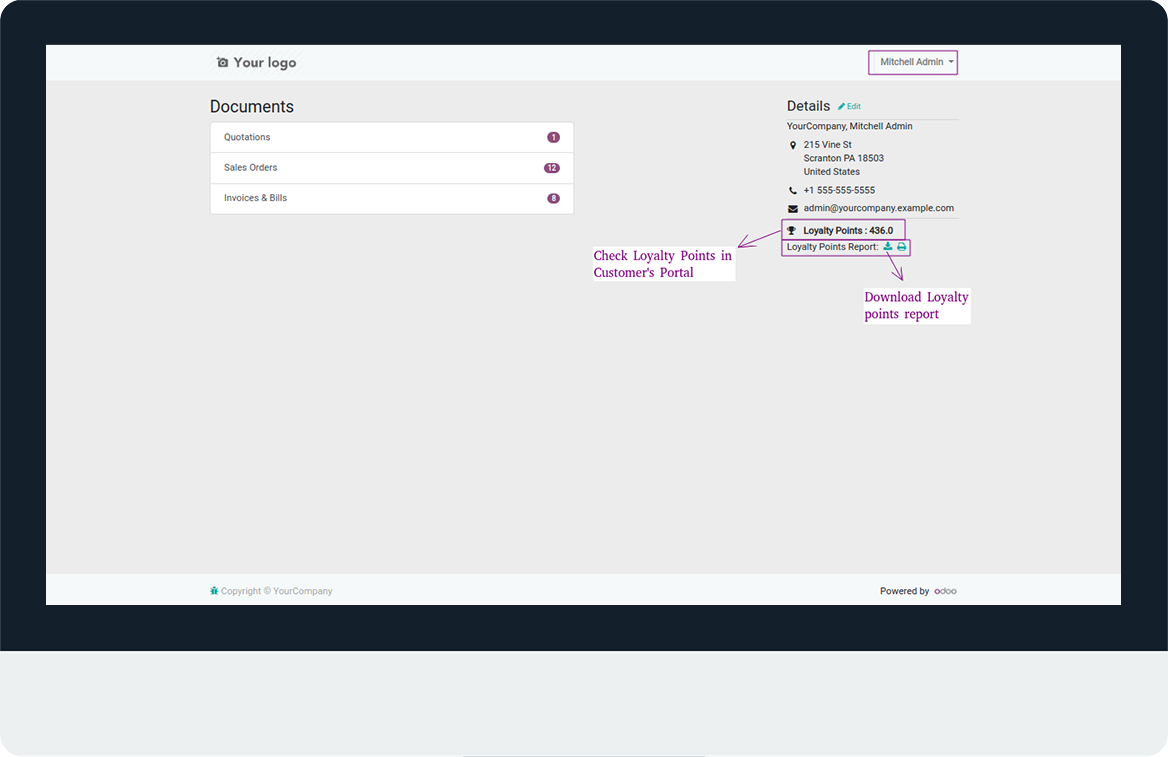 Your logo
Mitchell Admin
Documents
Quotations 1
Sales Orders 12
Invoices & Bills 8
Details Edit
YourCompany, Mitchell Admin
215 Vine St
Scranton PA 18503
United States
+1 555-555-5555
admin@yourcompany.example.com
Loyalty Points : 436.0
Loyalty Points Report:
Check Loyalty Points in
Customer's Portal
Download Loyalty
points report
Copyright © YourCompany
Powered by odoo